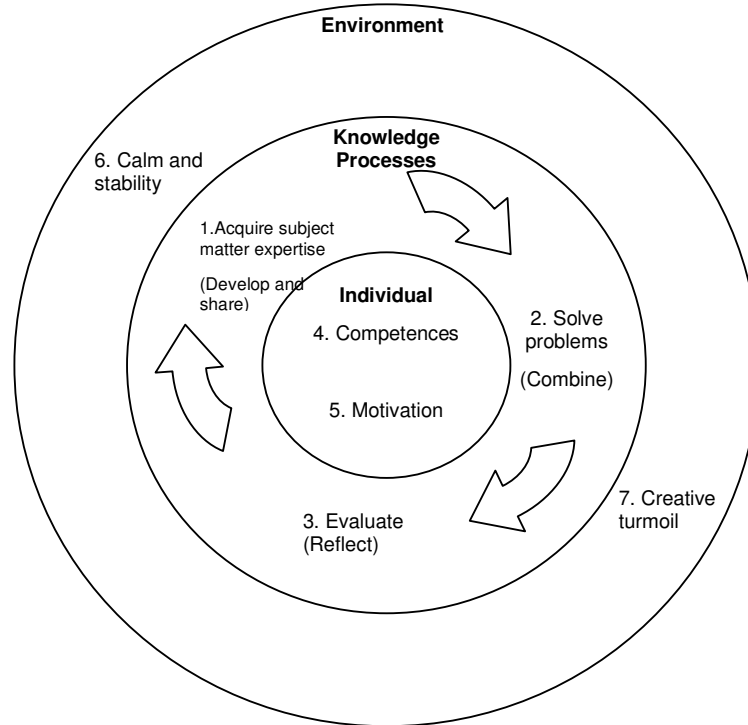 Environment
Knowledge
Processes
6. Calm and
stability
1.Acquire subject
matter expertise
(Develop and
share)
Individual
4. Competences
5. Motivation
2. Solve
problems
(Combine)
3. Evaluate
(Reflect)
7. Creative
turmoil